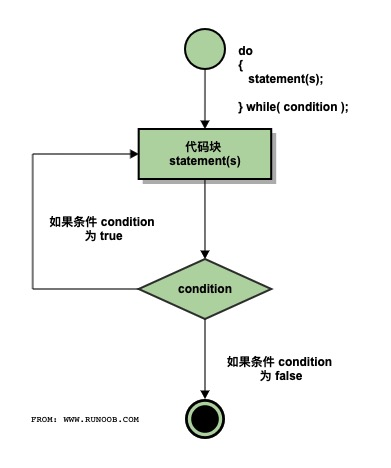 do
{
statement(s);
} while( condition );
代码块
statement(s)
如果条件 condition
为 true
condition
如果条件 condition
为 false
FROM: WWW.RUNOOB.COM